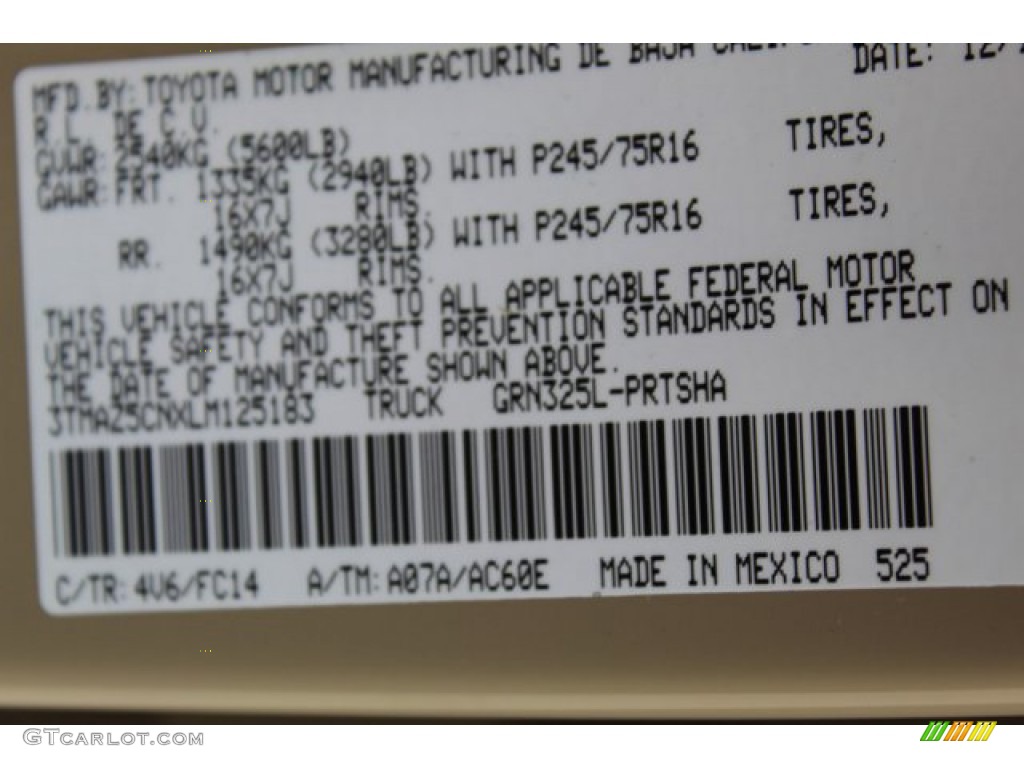 MFD.BY:TOYOTA MOTOR MANUFACTURING DE BAJA DATE: 12/
R.L. DE C.V.
GVWR: 2540KG (5600LB)
GAWR:FRT. 1335KG (2940LB) WITH P245/75R16 TIRES,
16X7J RIMS.
RR. 1490KG (3280LB) WITH P245/75R16 TIRES,
16X7J RIMS.
THIS VEHICLE CONFORMS TO ALL APPLICABLE FEDERAL MOTOR
VEHICLE SAFETY AND THEFT PREVENTION STANDARDS IN EFFECT ON
THE DATE OF MANUFACTURE SHOWN ABOVE.
3TMAZ5CNXLM125183 TRUCK GRN325L-PRTSHA
C/TR: 4V6/FC14 A/TM: A07A/AC60E MADE IN MEXICO 525
GTCARLOT.COM